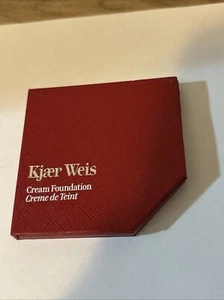 Kjær Weis
Cream Foundation
Creme de Teint